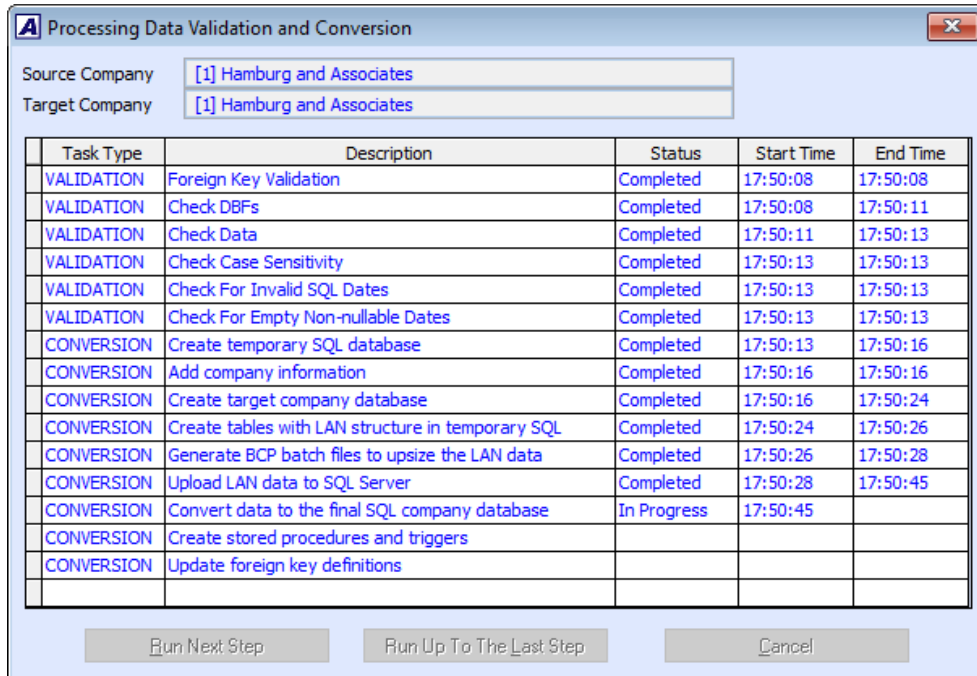 Processing Data Validation and Conversion
Source Company [1] Hamburg and Associates
Target Company [1] Hamburg and Associates
Task Type Description Status Start Time End Time
VALIDATION Foreign Key Validation Completed 17:50:08 17:50:08
VALIDATION Check DBFs Completed 17:50:08 17:50:11
VALIDATION Check Data Completed 17:50:11 17:50:13
VALIDATION Check Case Sensitivity Completed 17:50:13 17:50:13
VALIDATION Check For Invalid SQL Dates Completed 17:50:13 17:50:13
VALIDATION Check For Empty Non-nullable Dates Completed 17:50:13 17:50:13
CONVERSION Create temporary SQL database Completed 17:50:13 17:50:16
CONVERSION Add company information Completed 17:50:16 17:50:16
CONVERSION Create target company database Completed 17:50:16 17:50:24
CONVERSION Create tables with LAN structure in temporary SQL Completed 17:50:24 17:50:26
CONVERSION Generate BCP batch files to upsize the LAN data Completed 17:50:26 17:50:28
CONVERSION Upload LAN data to SQL Server Completed 17:50:28 17:50:45
CONVERSION Convert data to the final SQL company database In Progress 17:50:45
CONVERSION Create stored procedures and triggers
CONVERSION Update foreign key definitions
Run Next Step Run Up To The Last Step Cancel